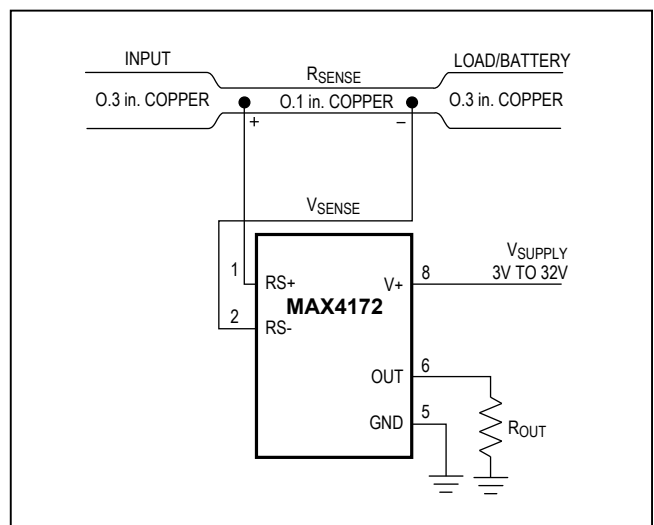 INPUT
RSENSE
LOAD/BATTERY
O.3 in. COPPER
O.1 in. COPPER
O.3 in. COPPER
+
–
VSENSE
VSUPPLY
3V TO 32V
1
RS+
V+
8
MAX4172
2
RS-
OUT
6
GND
5
ROUT